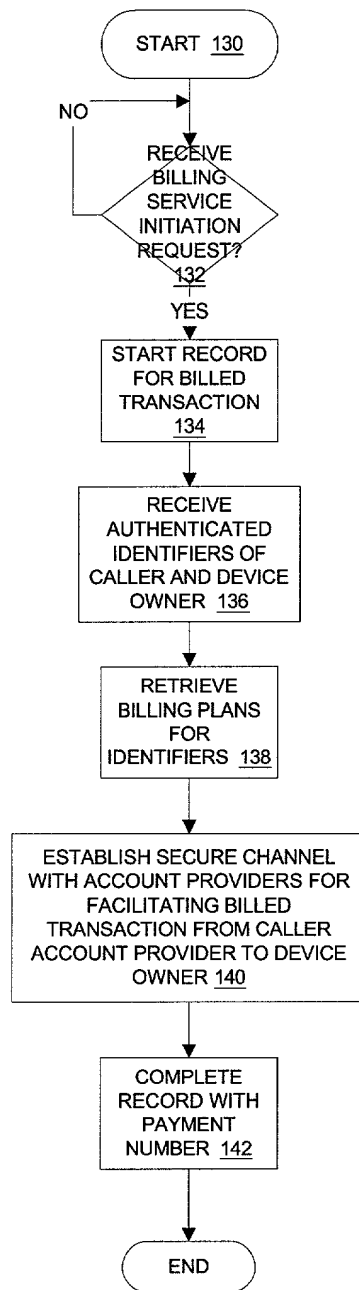 START 130
NO
RECEIVE
BILLING
SERVICE
INITIATION
REQUEST?
132
YES
START RECORD
FOR BILLED
TRANSACTION
134
RECEIVE
AUTHENTICATED
IDENTIFIERS OF
CALLER AND DEVICE
OWNER 136
RETRIEVE
BILLING PLANS
FOR
IDENTIFIERS 138
ESTABLISH SECURE CHANNEL
WITH ACCOUNT PROVIDERS FOR
FACILITATING BILLED
TRANSACTION FROM CALLER
ACCOUNT PROVIDER TO DEVICE
OWNER 140
COMPLETE
RECORD WITH
PAYMENT
NUMBER 142
END